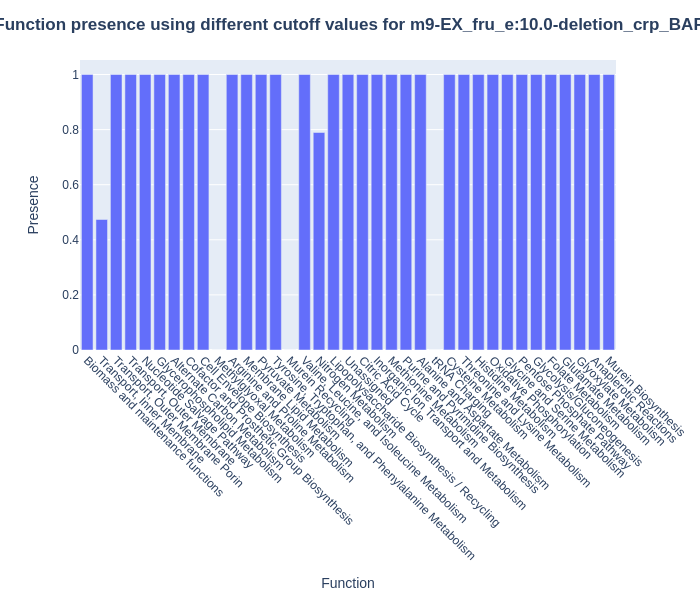 Function presence using different cutoff values for m9-EX_fru_e:10.0-deletion_crp_BAP
Presence
1
0.8
0.6
0.4
0.2
0
Biomass and maintenance functions
Transport, Inner Membrane
Transport, Outer Membrane Porin
Transport, Outer Membrane
Nucleotide Salvage Pathway
Glycerophospholipid Metabolism
Alternate Carbon Metabolism
Cofactor and Prosthetic Group Biosynthesis
Cell Envelope Biosynthesis
Methylglyoxal Metabolism
Arginine and Proline Metabolism
Membrane Lipid Metabolism
Pyruvate Metabolism
Tyrosine, Tryptophan, and Phenylalanine Metabolism
Murein Recycling
Valine, Leucine, and Isoleucine Metabolism
Nitrogen Metabolism
Lipopolysaccharide Biosynthesis / Recycling
Unassigned
Citric Acid Cycle
Inorganic Ion Transport and Metabolism
Methionine Metabolism
Purine and Pyrimidine Biosynthesis
Alanine and Aspartate Metabolism
tRNA Charging
Cysteine Metabolism
Threonine and Lysine Metabolism
Histidine Metabolism
Oxidative Phosphorylation
Glycine and Serine Metabolism
Pentose Phosphate Pathway
Glycolysis/Gluconeogenesis
Folate Metabolism
Glutamate Metabolism
Glyoxylate Metabolism
Anaplerotic Reactions
Murein Biosynthesis
Function